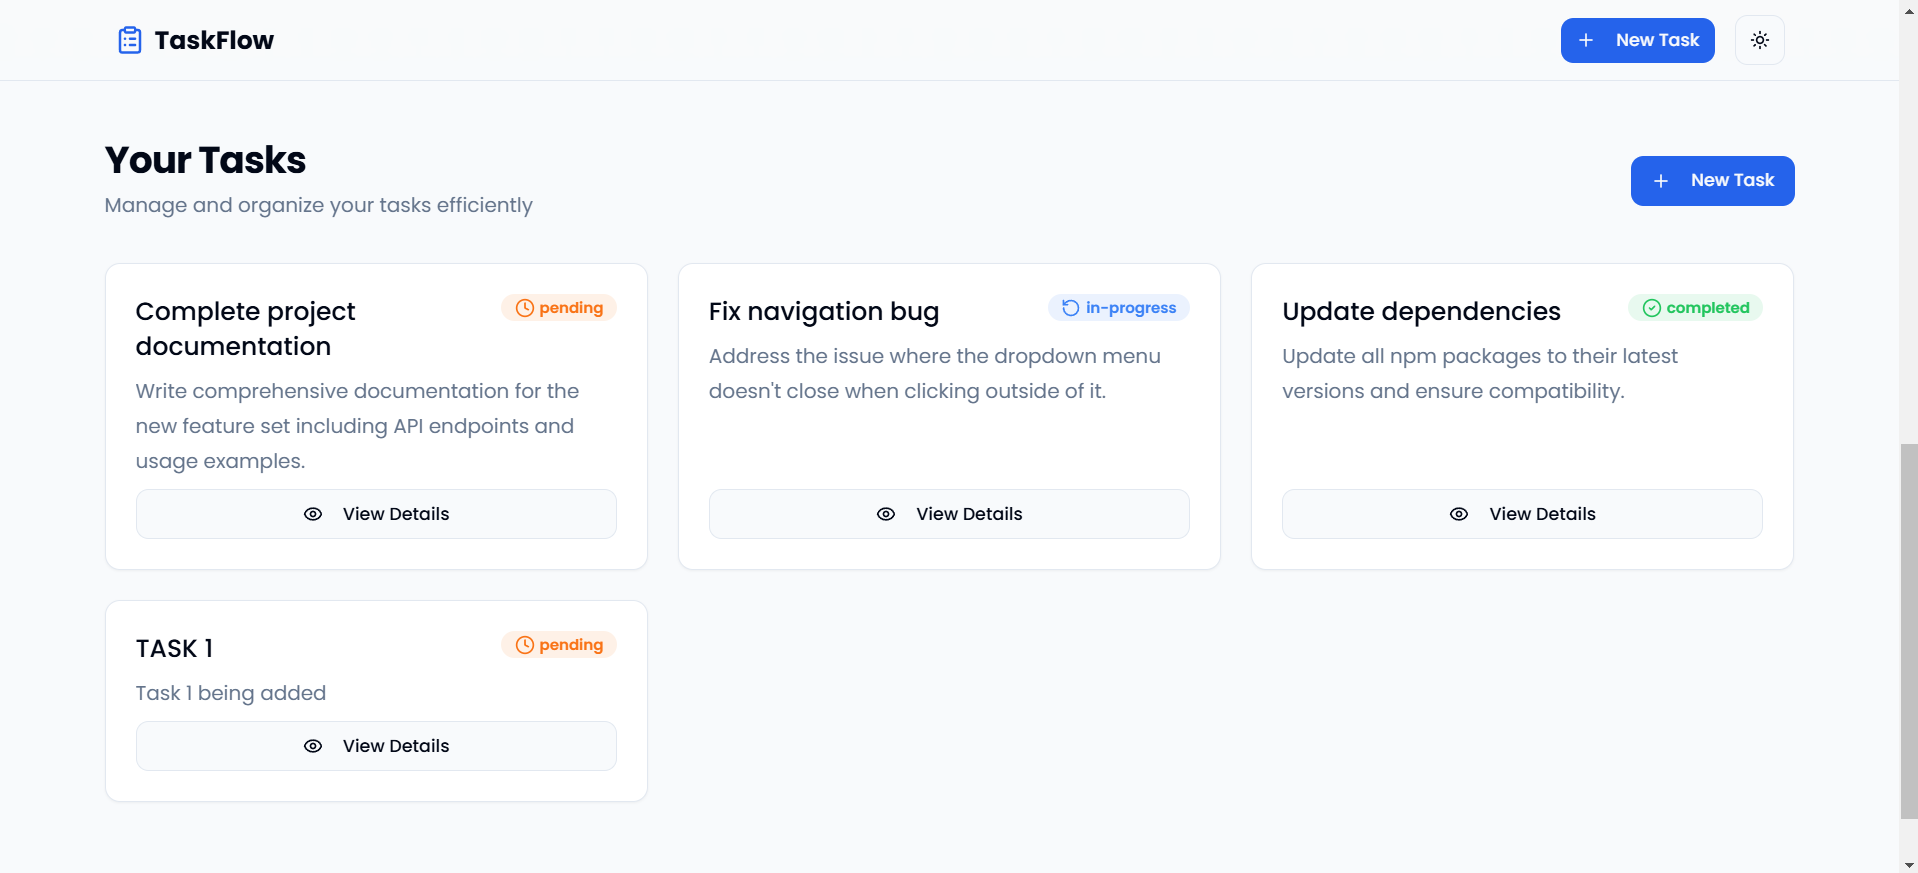 TaskFlow
New Task
Your Tasks
Manage and organize your tasks efficiently
New Task
Complete project
documentation
pending
Write comprehensive documentation for the
new feature set including API endpoints and
usage examples.
View Details
Fix navigation bug
in-progress
Address the issue where the dropdown menu
doesn't close when clicking outside of it.
View Details
Update dependencies
completed
Update all npm packages to their latest
versions and ensure compatibility.
View Details
TASK 1
pending
Task 1 being added
View Details